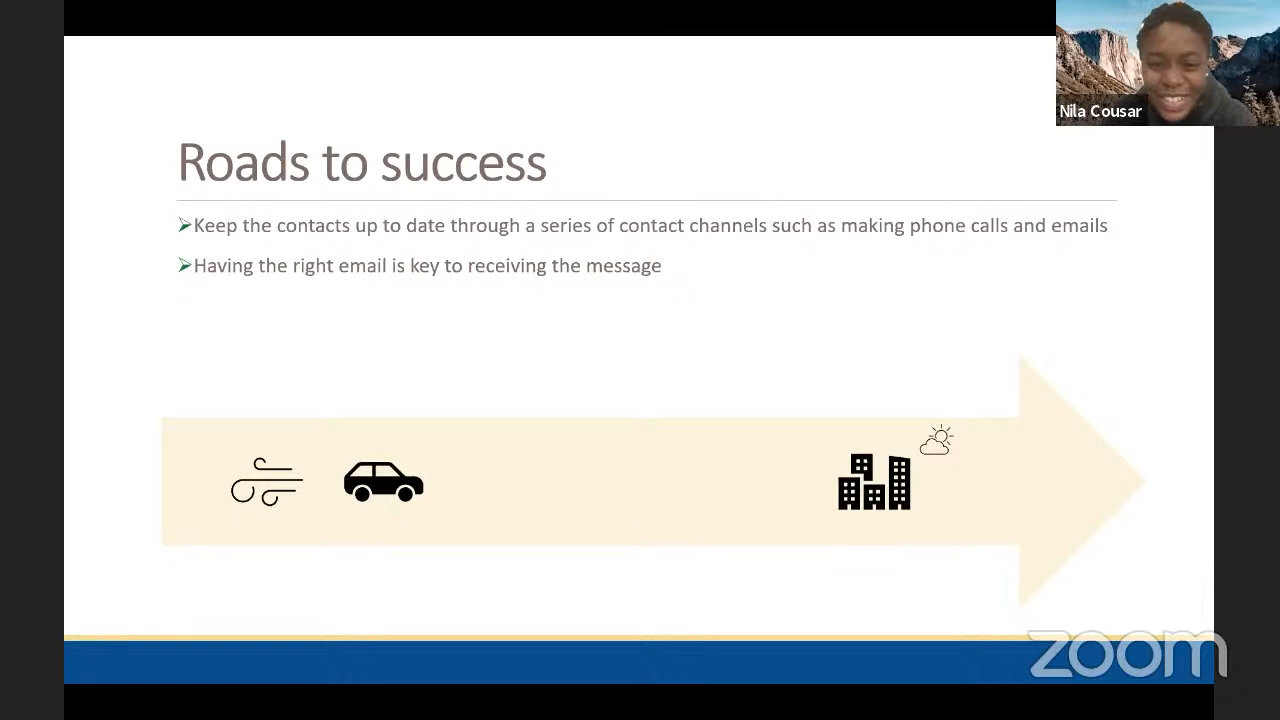 Nila Cousar
Roads to success
Keep the contacts up to date through a series of contact channels such as making phone calls and emails
Having the right email is key to receiving the message
zoom